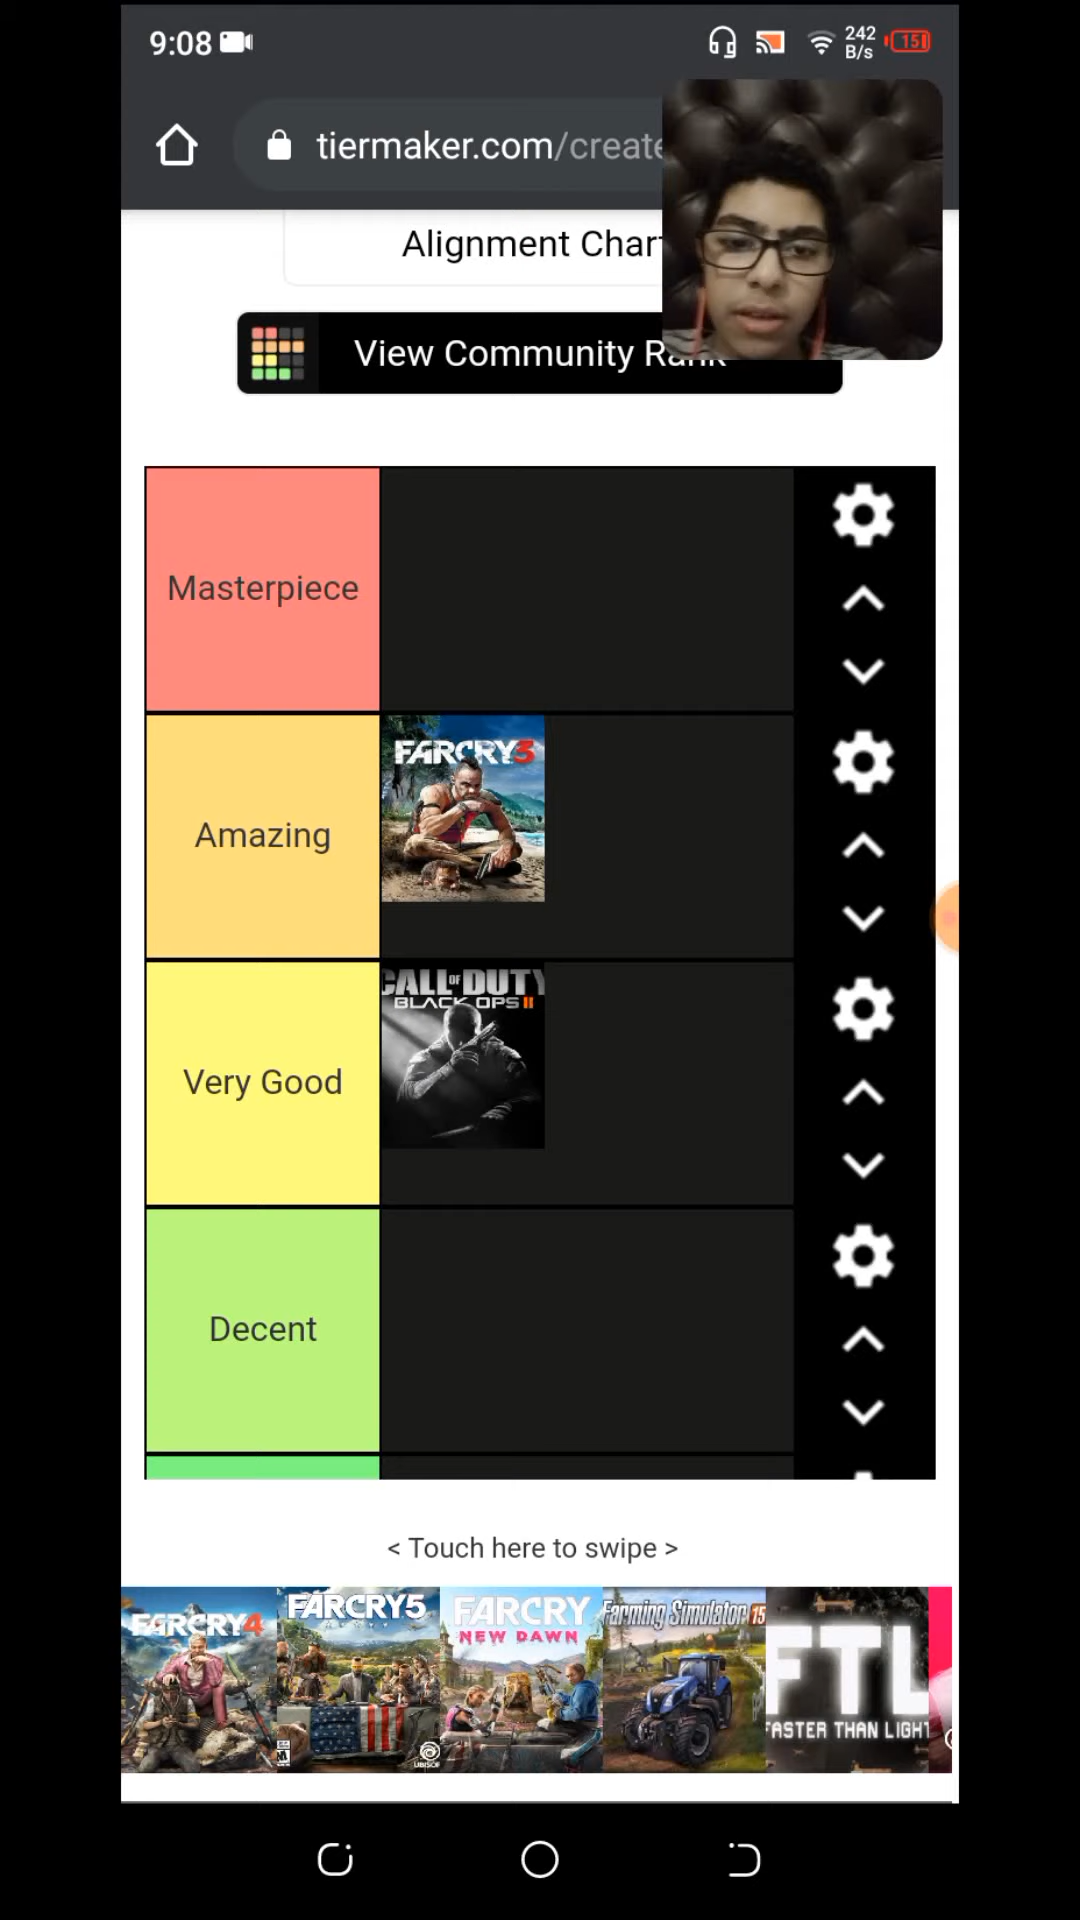 9:08
242
B/s
15
tiermaker.com/create
Alignment Char
View Community Rank
Masterpiece
FARCRY3
Amazing
CALL OF DUTY
BLACK OPS II
Very Good
Decent
< Touch here to swipe >
FARCRY4
FARCRY5
UBISOFT
FARCRY
NEW DAWN
Farming Simulator 15
FTL
FASTER THAN LIGHT